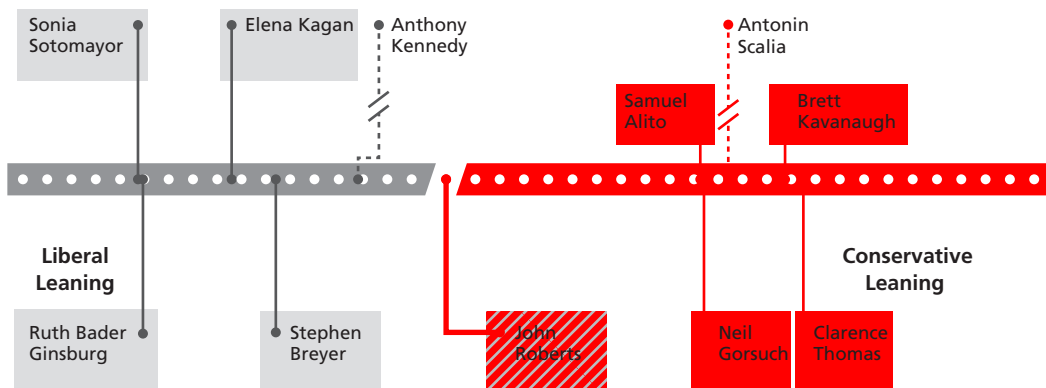 Sonia
Sotomayor
Elena Kagan
Anthony
Kennedy
Antonin
Scalia
Samuel
Alito
Brett
Kavanaugh
Liberal
Leaning
Conservative
Leaning
Ruth Bader
Ginsburg
Stephen
Breyer
John
Roberts
Neil
Gorsuch
Clarence
Thomas